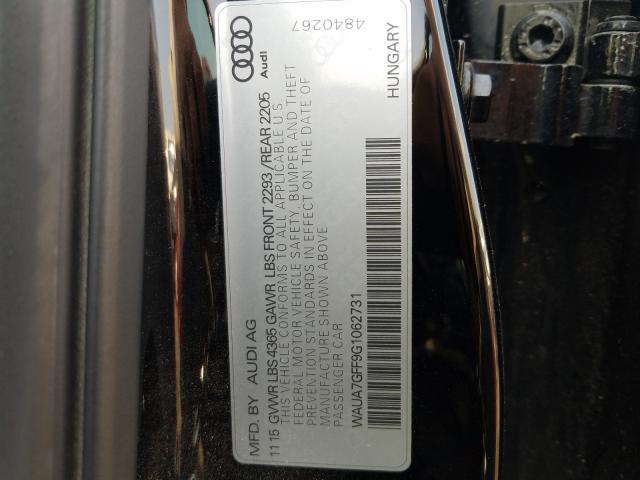 MFD. BY AUDI AG
Audi
4840267
11 15 GVWR LBS 4365 GAWR LBS FRONT 2293 /REAR 2205
THIS VEHICLE CONFORMS TO ALL APPLICABLE U.S.
FEDERAL MOTOR VEHICLE SAFETY, BUMPER AND THEFT
PREVENTION STANDARDS IN EFFECT ON THE DATE OF
MANUFACTURE SHOWN ABOVE
PASSENGER CAR
WAUA7GFF9G1062731
HUNGARY